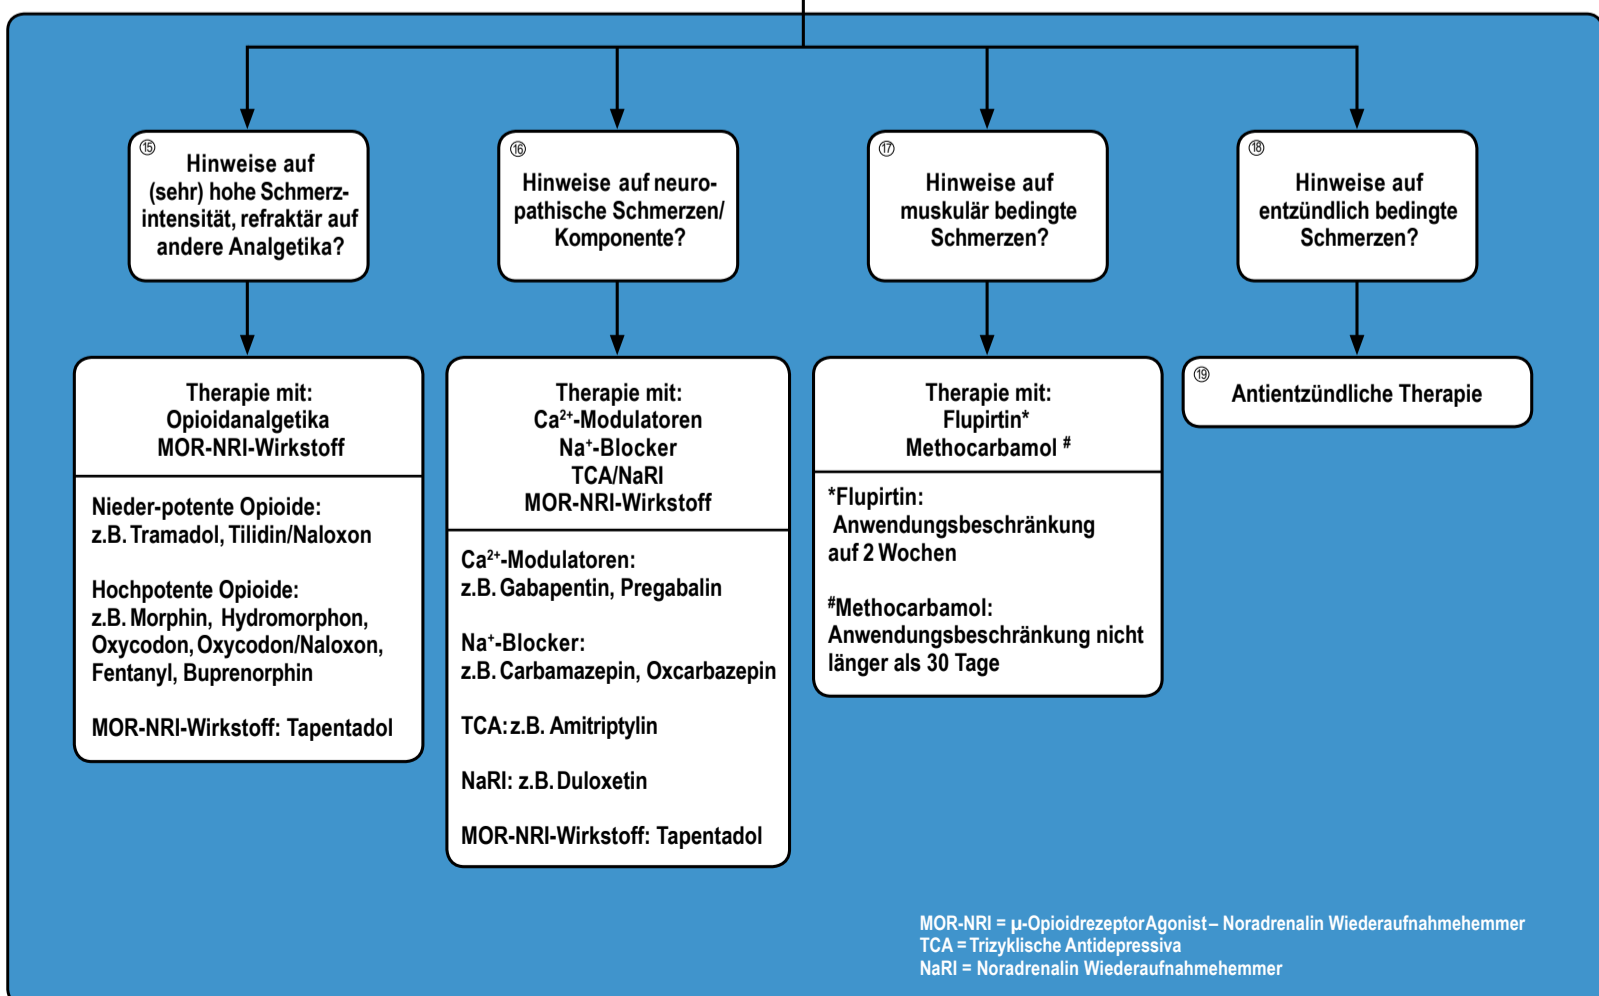 ⑮
Hinweise auf
(sehr) hohe Schmerz-
intensität, refraktär auf
andere Analgetika?
⑯
Hinweise auf neuro-
pathische Schmerzen/
Komponente?
⑰
Hinweise auf
muskulär bedingte
Schmerzen?
⑱
Hinweise auf
entzündlich bedingte
Schmerzen?
Therapie mit:
Opioidanalgetika
MOR-NRI-Wirkstoff
Nieder-potente Opioide:
z.B. Tramadol, Tilidin/Naloxon
Hochpotente Opioide:
z.B. Morphin, Hydromorphon,
Oxycodon, Oxycodon/Naloxon,
Fentanyl, Buprenorphin
MOR-NRI-Wirkstoff: Tapentadol
Therapie mit:
Ca²⁺-Modulatoren
Na⁺-Blocker
TCA/NaRI
MOR-NRI-Wirkstoff
Ca²⁺-Modulatoren:
z.B. Gabapentin, Pregabalin
Na⁺-Blocker:
z.B. Carbamazepin, Oxcarbazepin
TCA: z.B. Amitriptylin
NaRI: z.B. Duloxetin
MOR-NRI-Wirkstoff: Tapentadol
Therapie mit:
Flupirtin*
Methocarbamol #
*Flupirtin:
Anwendungsbeschränkung
auf 2 Wochen
#Methocarbamol:
Anwendungsbeschränkung nicht
länger als 30 Tage
⑲
Antientzündliche Therapie
MOR-NRI = µ-Opioidrezeptor Agonist – Noradrenalin Wiederaufnahmehemmer
TCA = Trizyklische Antidepressiva
NaRI = Noradrenalin Wiederaufnahmehemmer